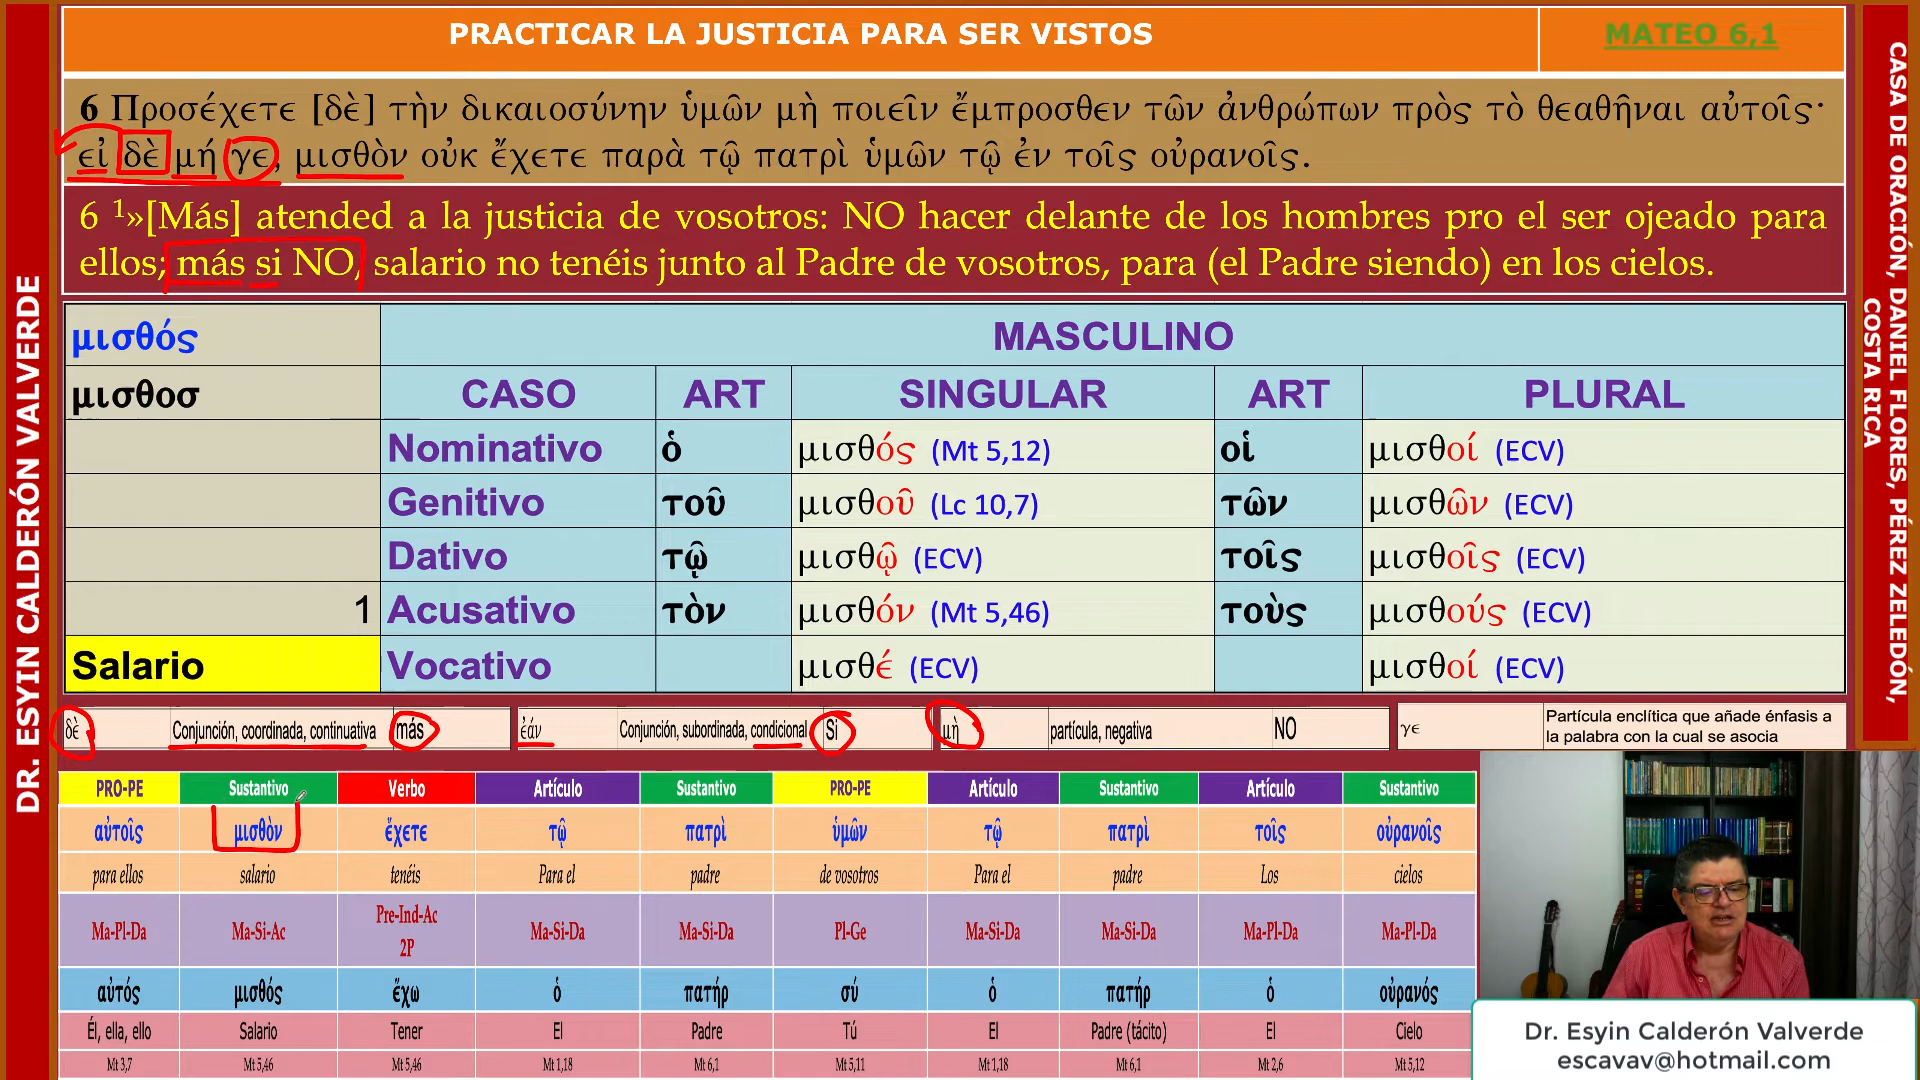 PRACTICAR LA JUSTICIA PARA SER VISTOS
MATEO 6,1
6 Προσέχετε [δὲ] τὴν δικαιοσύνην ὑμῶν μὴ ποιεῖν ἔμπροσθεν τῶν ἀνθρώπων πρὸς τὸ θεαθῆναι αὐτοῖς·
εἰ δὲ μή γε, μισθὸν οὐκ ἔχετε παρὰ τῷ πατρὶ ὑμῶν τῷ ἐν τοῖς οὐρανοῖς.
6 ¹»[Más] atended a la justicia de vosotros: NO hacer delante de los hombres pro el ser ojeado para
ellos; más si NO, salario no tenéis junto al Padre de vosotros, para (el Padre siendo) en los cielos.
μισθός MASCULINO
μισθοσ CASO ART SINGULAR ART PLURAL
Nominativo ὁ μισθός (Mt 5,12) οἱ μισθοί (ECV)
Genitivo τοῦ μισθοῦ (Lc 10,7) τῶν μισθῶν (ECV)
Dativo τῷ μισθῷ (ECV) τοῖς μισθοῖς (ECV)
1 Acusativo τὸν μισθόν (Mt 5,46) τοὺς μισθούς (ECV)
Salario Vocativo μισθέ (ECV) μισθοί (ECV)
δὲ Conjunción, coordinada, continuativa más ἐάν Conjunción, subordinada, condicional Si μὴ partícula, negativa NO γε Partícula enclítica que añade énfasis a
la palabra con la cual se asocia
PRO-PE Sustantivo Verbo Artículo Sustantivo PRO-PE Artículo Sustantivo Artículo Sustantivo
αὐτοῖς μισθὸν ἔχετε τῷ πατρὶ ὑμῶν τῷ πατρὶ τοῖς οὐρανοῖς
para ellos salario tenéis Para el padre de vosotros Para el padre Los cielos
Ma-Pl-Da Ma-Si-Ac Pre-Ind-Ac 2P Ma-Si-Da Ma-Si-Da Pl-Ge Ma-Si-Da Ma-Si-Da Ma-Pl-Da Ma-Pl-Da
αὐτός μισθός ἔχω ὁ πατήρ σύ ὁ πατήρ ὁ οὐρανός
Él, ella, ello Salario Tener El Padre Tú El Padre (tácito) El Cielo
Mt 3,7 Mt 5,46 Mt 5,46 Mt 1,18 Mt 6,1 Mt 5,11 Mt 1,18 Mt 6,1 Mt 2,6 Mt 5,12
DR. ESYIN CALDERÓN VALVERDE
CASA DE ORACIÓN, DANIEL FLORES, PÉREZ ZELEDÓN,
COSTA RICA
Dr. Esyin Calderón Valverde
escavav@hotmail.com